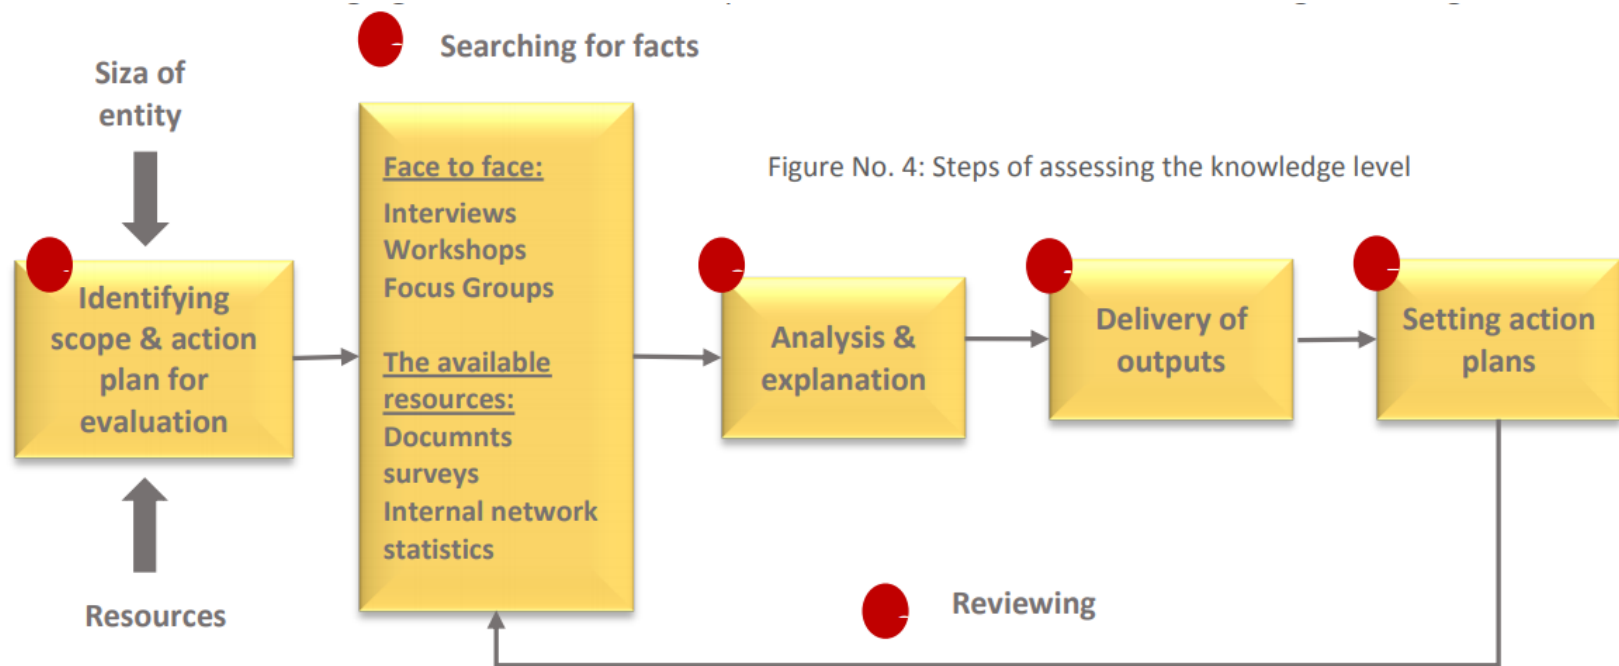 Searching for facts
Siza of
entity
Figure No. 4: Steps of assessing the knowledge level
Identifying
scope & action
plan for
evaluation
Resources
Face to face:
Interviews
Workshops
Focus Groups
The available
resources:
Documnts
surveys
Internal network
statistics
Analysis &
explanation
Delivery of
outputs
Setting action
plans
Reviewing